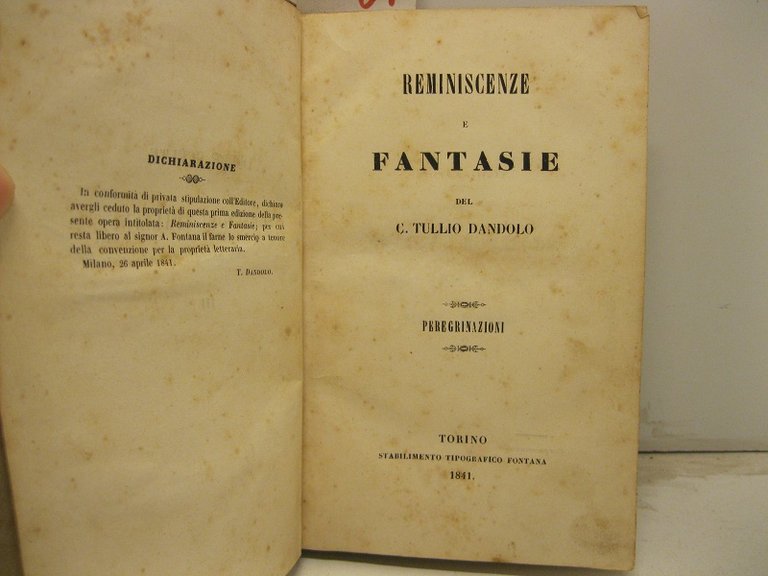 DICHIARAZIONE
In conformità di privata stipulazione coll'Editore, dichiaro
avergli ceduto la proprietà di questa prima edizione della pre-
sente opera intitolata: Reminiscenze e Fantasie; per cui
resta libero al signor A. Fontana il farne lo smercio a tenore
della convenzione per la proprietà letteraria.
Milano, 26 aprile 1841.
T. DANDOLO.
REMINISCENZE
E
FANTASIE
DEL
C. TULLIO DANDOLO
PEREGRINAZIONI
TORINO
STABILIMENTO TIPOGRAFICO FONTANA
1841.